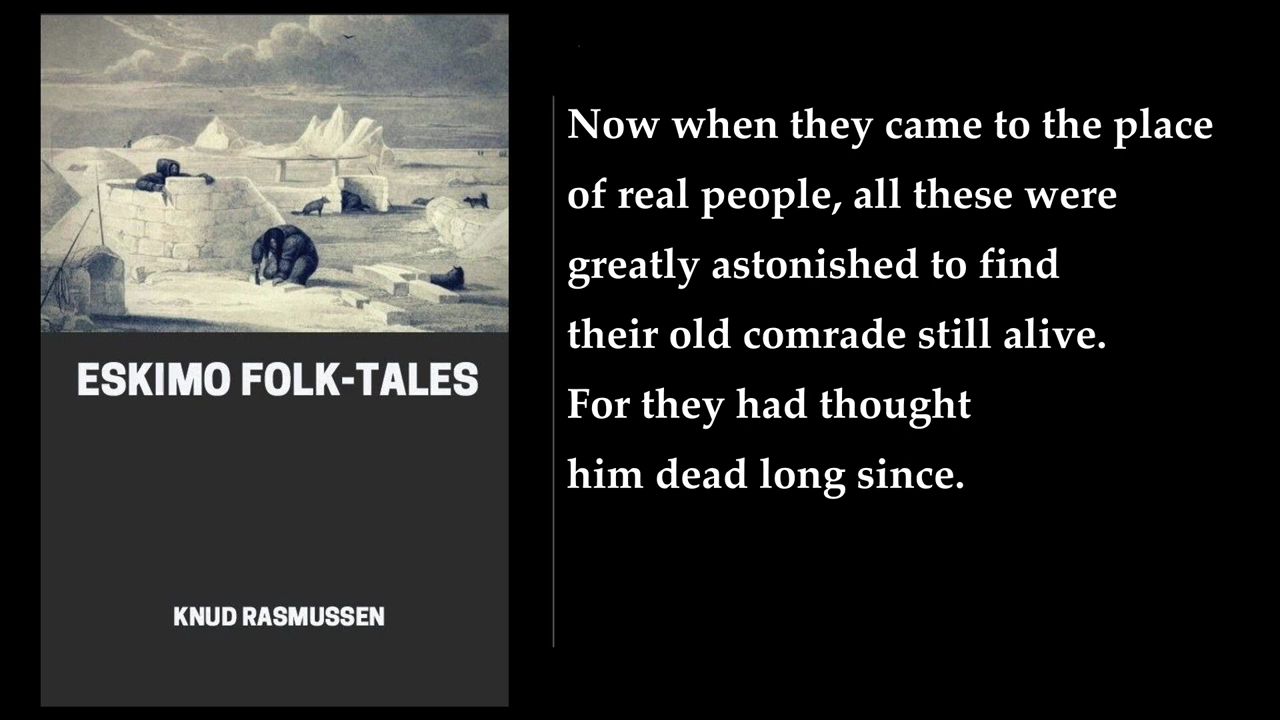 ESKIMO FOLK-TALES
KNUD RASMUSSEN
Now when they came to the place
of real people, all these were
greatly astonished to find
their old comrade still alive.
For they had thought
him dead long since.